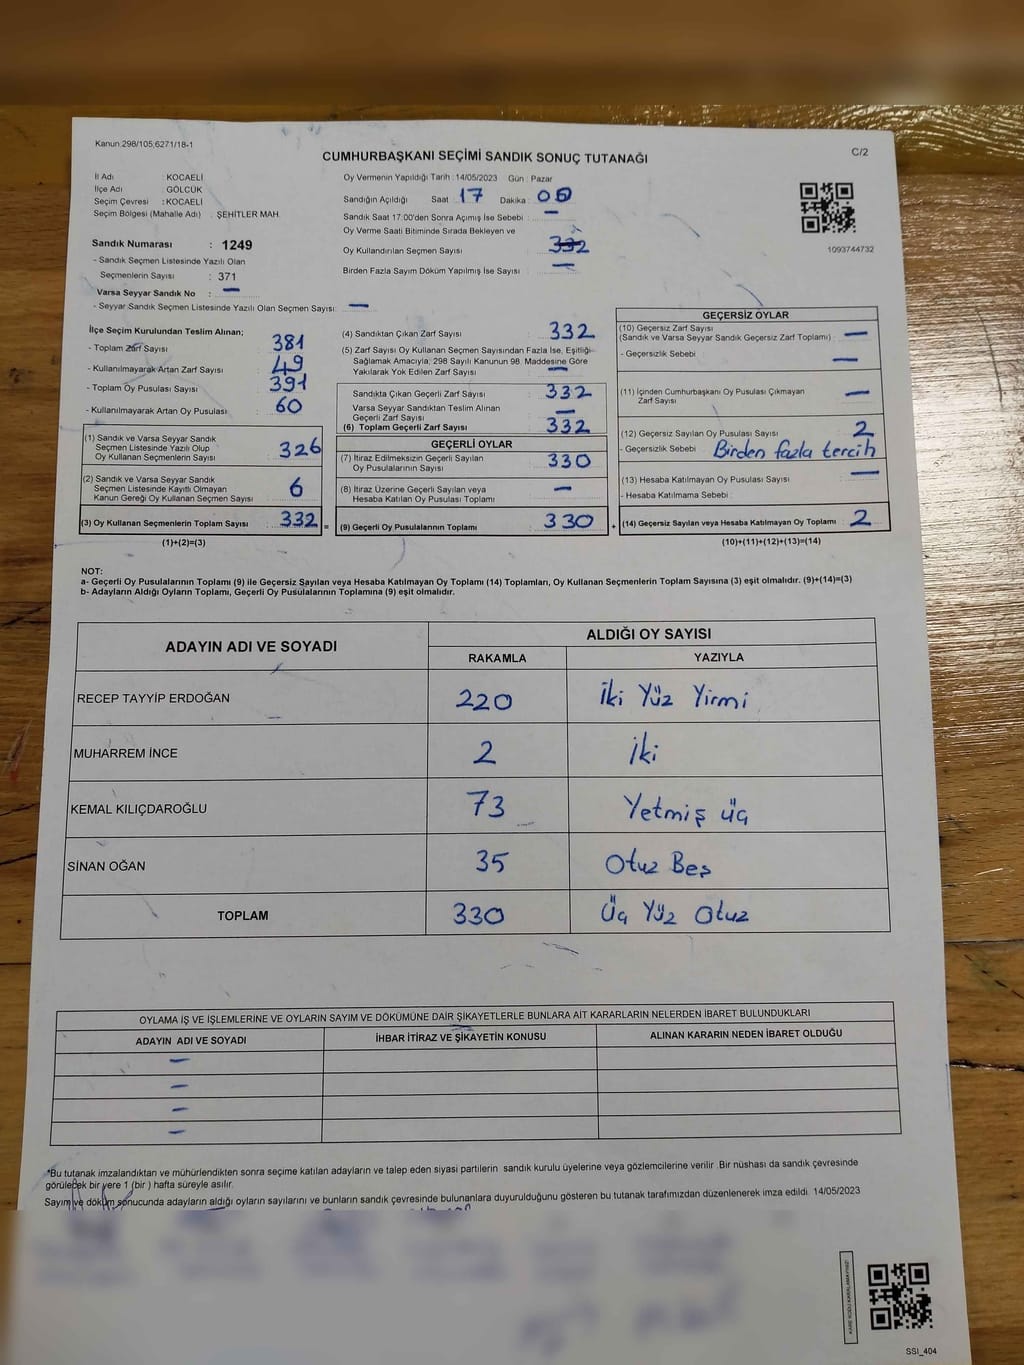 Kanun 298/105;6271/18-1
CUMHURBAŞKANI SEÇİMİ SANDIK SONUÇ TUTANAĞI
C/2
İl Adı : KOCAELİ
İlçe Adı : GÖLCÜK
Seçim Çevresi : KOCAELİ
Seçim Bölgesi (Mahalle Adı) : ŞEHİTLER MAH.
Oy Vermenin Yapıldığı Tarih : 14/05/2023 Gün : Pazar
Sandığın Açıldığı Saat 17 Dakika : 00
Sandık Saat 17:00'den Sonra Açımış İse Sebebi : —
Oy Verme Saati Bitiminde Sırada Bekleyen ve
Oy Kullandırılan Seçmen Sayısı : 332
Birden Fazla Sayım Döküm Yapılmış İse Sayısı : —
1093744732
Sandık Numarası : 1249
- Sandık Seçmen Listesinde Yazılı Olan
Seçmenlerin Sayısı : 371
Varsa Seyyar Sandık No : —
- Seyyar Sandık Seçmen Listesinde Yazılı Olan Seçmen Sayısı: —
İlçe Seçim Kurulundan Teslim Alınan;
- Toplam Zarf Sayısı : 381
- Kullanılmayarak Artan Zarf Sayısı : 49
- Toplam Oy Pusulası Sayısı : 391
- Kullanılmayarak Artan Oy Pusulası : 60
(1) Sandık ve Varsa Seyyar Sandık
Seçmen Listesinde Yazılı Olup
Oy Kullanan Seçmenlerin Sayısı : 326
(2) Sandık ve Varsa Seyyar Sandık
Seçmen Listesinde Kayıtlı Olmayan
Kanun Gereği Oy Kullanan Seçmen Sayısı : 6
(3) Oy Kullanan Seçmenlerin Toplam Sayısı : 332 =
(1)+(2)=(3)
(4) Sandıktan Çıkan Zarf Sayısı : 332
(5) Zarf Sayısı Oy Kullanan Seçmen Sayısından Fazla İse, Eşitliği
Sağlamak Amacıyla; 298 Sayılı Kanunun 98. Maddesine Göre
Yakılarak Yok Edilen Zarf Sayısı : —
Sandıkta Çıkan Geçerli Zarf Sayısı : 332
Varsa Seyyar Sandıktan Teslim Alınan
Geçerli Zarf Sayısı : —
(6) Toplam Geçerli Zarf Sayısı : 332
GEÇERLİ OYLAR
(7) İtiraz Edilmeksizin Geçerli Sayılan
Oy Pusulalarının Sayısı : 330
(8) İtiraz Üzerine Geçerli Sayılan veya
Hesaba Katılan Oy Pusulası Toplamı : —
(9) Geçerli Oy Pusulalarının Toplamı : 330 +
GEÇERSİZ OYLAR
(10) Geçersiz Zarf Sayısı
(Sandık ve Varsa Seyyar Sandık Geçersiz Zarf Toplamı) : —
- Geçersizlik Sebebi : —
(11) İçinden Cumhurbaşkanı Oy Pusulası Çıkmayan
Zarf Sayısı : —
(12) Geçersiz Sayılan Oy Pusulası Sayısı : 2
- Geçersizlik Sebebi : Birden fazla tercih
(13) Hesaba Katılmayan Oy Pusulası Sayısı : —
- Hesaba Katılmama Sebebi :
(14) Geçersiz Sayılan veya Hesaba Katılmayan Oy Toplamı : 2
(10)+(11)+(12)+(13)=(14)
NOT:
a- Geçerli Oy Pusulalarının Toplamı (9) ile Geçersiz Sayılan veya Hesaba Katılmayan Oy Toplamı (14) Toplamları, Oy Kullanan Seçmenlerin Toplam Sayısına (3) eşit olmalıdır. (9)+(14)=(3)
b- Adayların Aldığı Oyların Toplamı, Geçerli Oy Pusulalarının Toplamına (9) eşit olmalıdır.
ADAYIN ADI VE SOYADI
ALDIĞI OY SAYISI
RAKAMLA YAZIYLA
RECEP TAYYİP ERDOĞAN 220 İki Yüz Yirmi
MUHARREM İNCE 2 İki
KEMAL KILIÇDAROĞLU 73 Yetmiş üç
SİNAN OĞAN 35 Otuz Beş
TOPLAM 330 Üç Yüz Otuz
OYLAMA İŞ VE İŞLEMLERİNE VE OYLARIN SAYIM VE DÖKÜMÜNE DAİR ŞİKAYETLERLE BUNLARA AİT KARARLARIN NELERDEN İBARET BULUNDUKLARI
ADAYIN ADI VE SOYADI İHBAR İTİRAZ VE ŞİKAYETİN KONUSU ALINAN KARARIN NEDEN İBARET OLDUĞU
—
—
—
—
*Bu tutanak imzalandıktan ve mühürlendikten sonra seçime katılan adayların ve talep eden siyasi partilerin sandık kurulu üyelerine veya gözlemcilerine verilir .Bir nüshası da sandık çevresinde
görülecek bir yere 1 (bir ) hafta süreyle asılır.
Sayım ve döküm sonucunda adayların aldığı oyların sayılarını ve bunların sandık çevresinde bulunanlara duyurulduğunu gösteren bu tutanak tarafımızdan düzenlenerek imza edildi. 14/05/2023
SSI_404